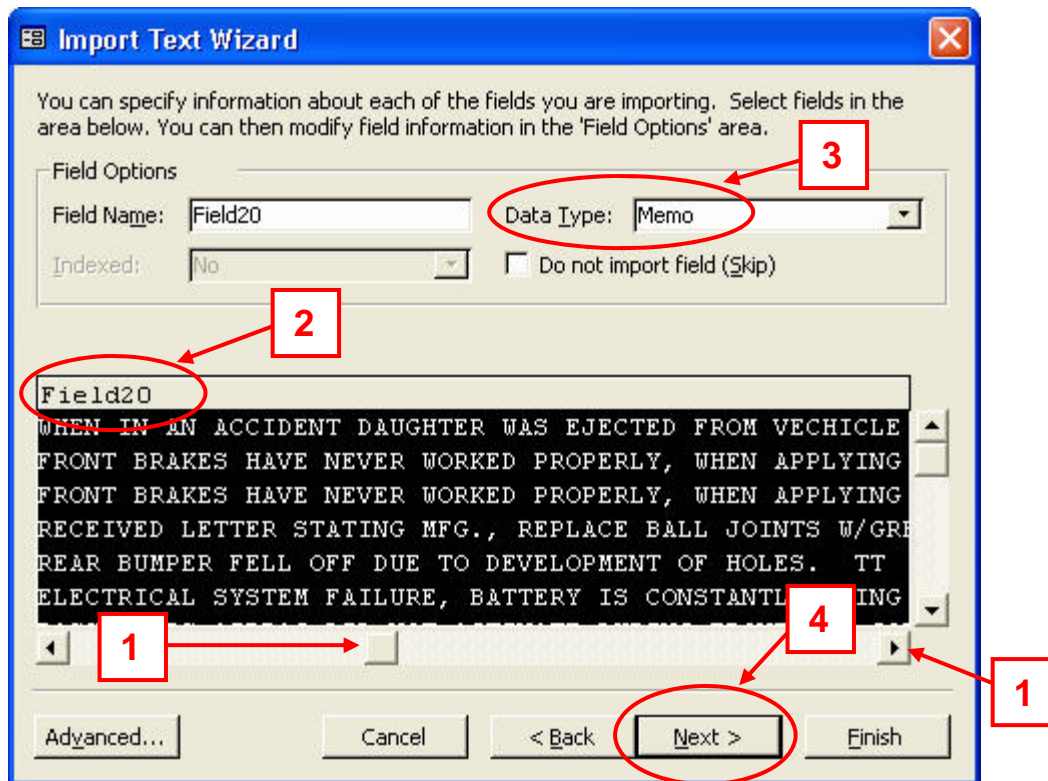 Import Text Wizard
You can specify information about each of the fields you are importing. Select fields in the
area below. You can then modify field information in the 'Field Options' area.
3
Field Options
Field Name: Field20 Data Type: Memo
Indexed: No Do not import field (Skip)
2
Field20
WHEN IN AN ACCIDENT DAUGHTER WAS EJECTED FROM VECHICLE
FRONT BRAKES HAVE NEVER WORKED PROPERLY, WHEN APPLYING
FRONT BRAKES HAVE NEVER WORKED PROPERLY, WHEN APPLYING
RECEIVED LETTER STATING MFG., REPLACE BALL JOINTS W/GRE
REAR BUMPER FELL OFF DUE TO DEVELOPMENT OF HOLES. TT
ELECTRICAL SYSTEM FAILURE, BATTERY IS CONSTANTL ING
1 4
1
Advanced... Cancel < Back Next > Finish